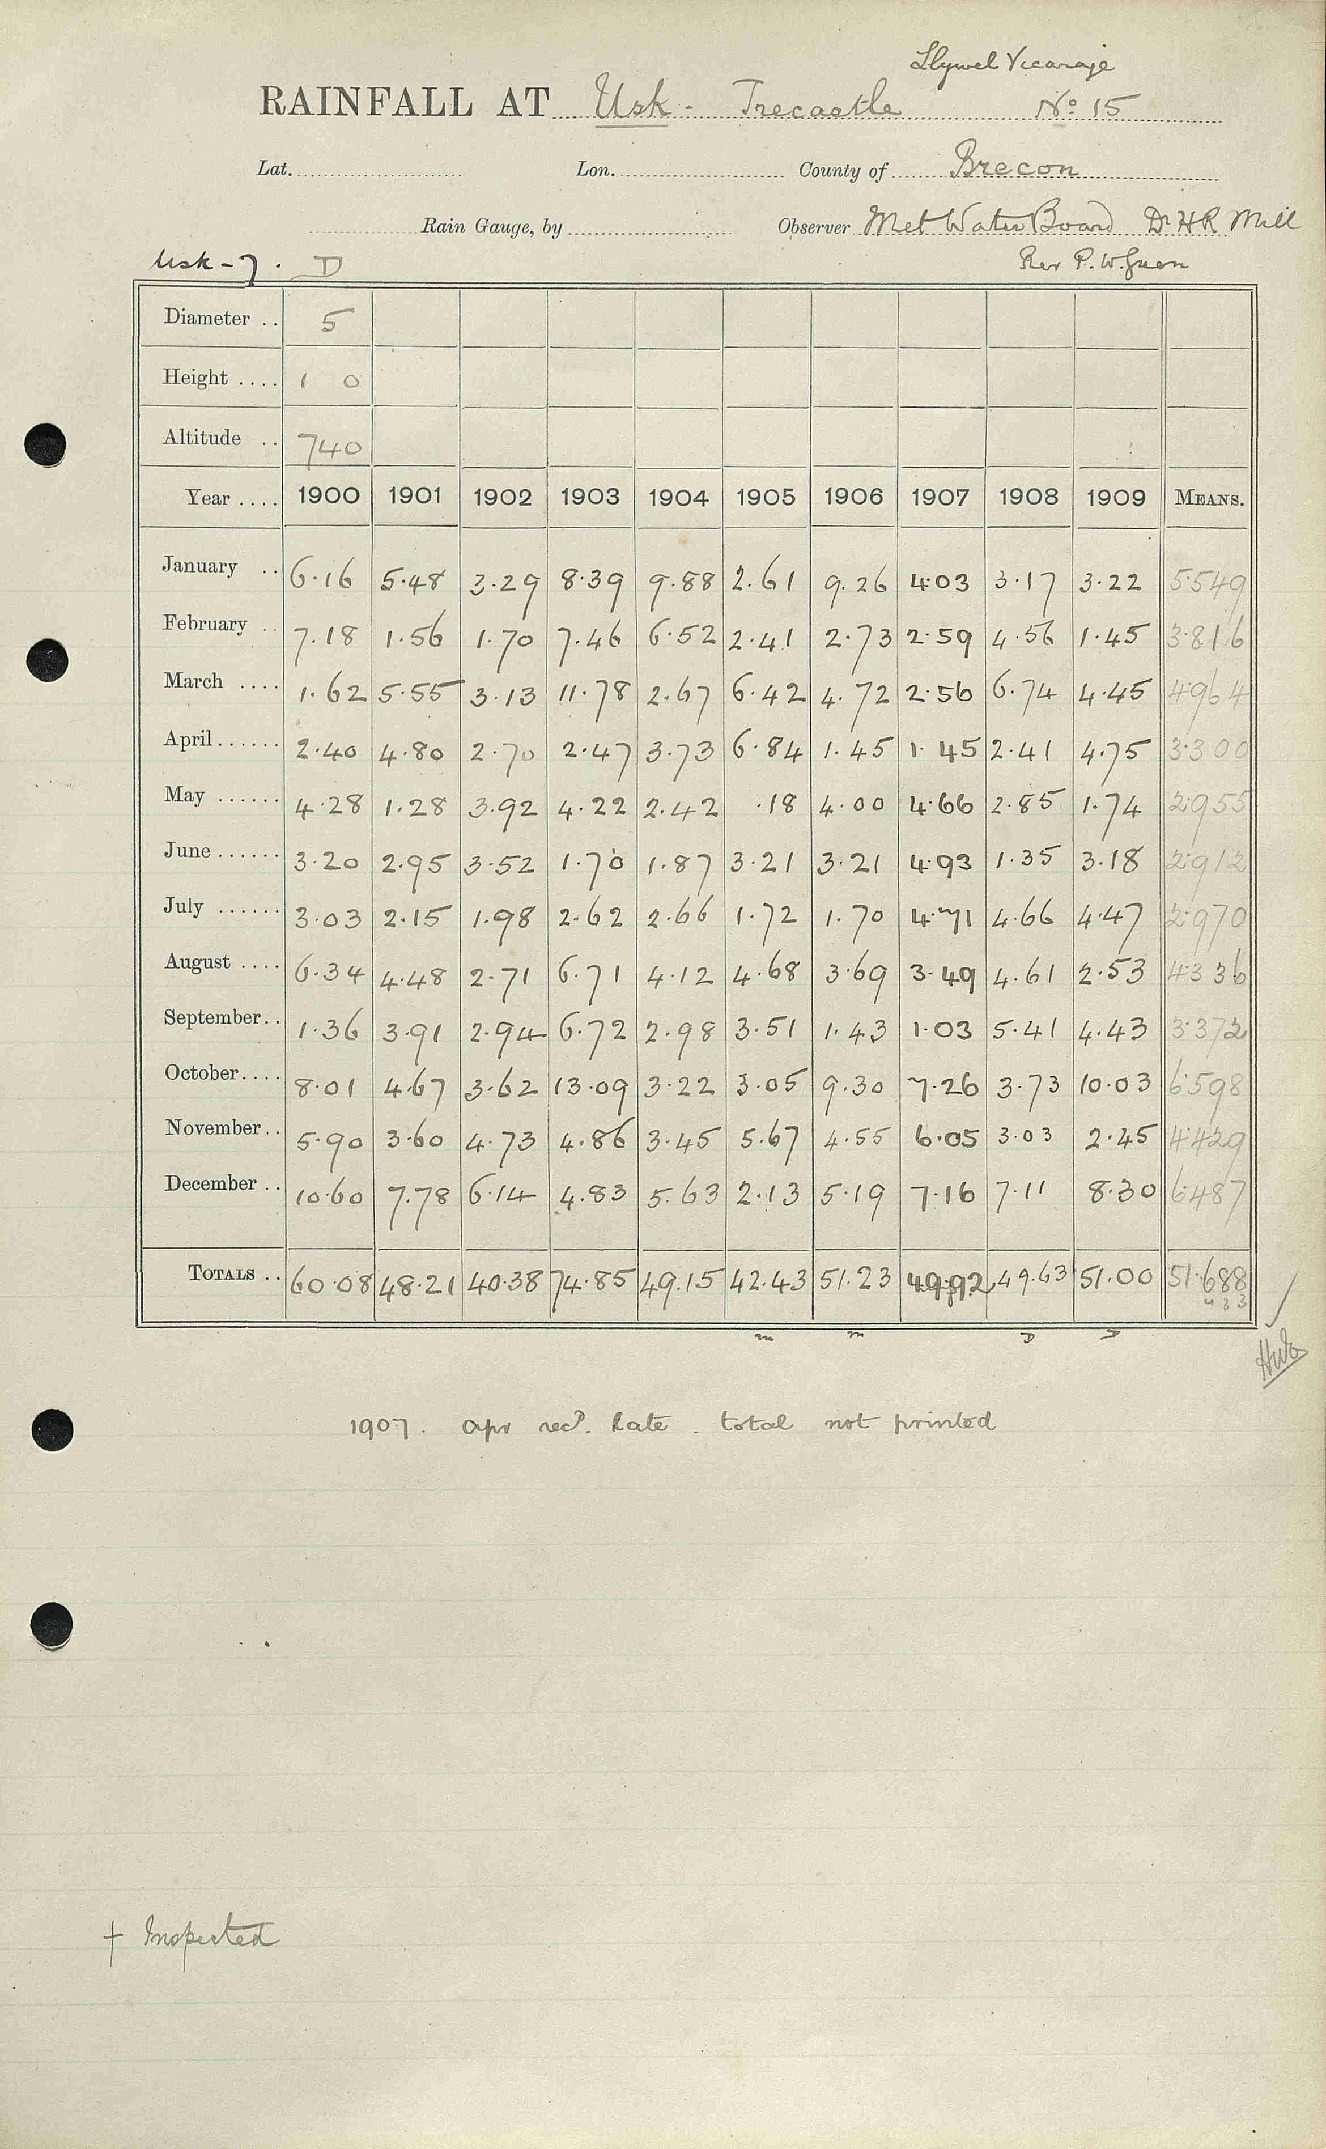 Llywel Vicarage
RAINFALL AT Usk - Trecastle No 15
Lat. Lon. County of Brecon
Rain Gauge, by Observer Met Water Board Dr H R Mill
Usk - 7 . D Rev P. W.
Diameter .. 5
Height .... 1 0
Altitude .. 740
Year .... 1900 1901 1902 1903 1904 1905 1906 1907 1908 1909 MEANS.
January .. 6.16 5.48 3.29 8.39 9.88 2.61 9.26 4.03 3.17 3.22 5.549
February .. 7.18 1.56 1.70 7.46 6.52 2.41 2.73 2.59 4.56 1.45 3.816
March .... 1.62 5.55 3.13 11.78 2.67 6.42 4.72 2.56 6.74 4.45 4.964
April ...... 2.40 4.80 2.70 2.47 3.73 6.84 1.45 1.45 2.41 4.75 3.300
May ...... 4.28 1.28 3.92 4.22 2.42 .18 4.00 4.66 2.85 1.74 2.955
June ...... 3.20 2.95 3.52 1.70 1.87 3.21 3.21 4.93 1.35 3.18 2.912
July ...... 3.03 2.15 1.98 2.62 2.66 1.72 1.70 4.71 4.66 4.47 2.970
August .... 6.34 4.48 2.71 6.71 4.12 4.68 3.69 3.49 4.61 2.53 4.336
September .. 1.36 3.91 2.94 6.72 2.98 3.51 1.43 1.03 5.41 4.43 3.372
October .... 8.01 4.67 3.62 13.09 3.22 3.05 9.30 7.26 3.73 10.03 6.598
November .. 5.90 3.60 4.73 4.86 3.45 5.67 4.55 6.05 3.03 2.45 4.429
December .. 10.60 7.78 6.14 4.83 5.63 2.13 5.19 7.16 7.11 8.30 6.487
TOTALS .. 60.08 48.21 40.38 74.85 49.15 42.43 51.23 49.92 49.63 51.00 51.688
m m D D
1907. apr recd. late . total not printed
† Inspected